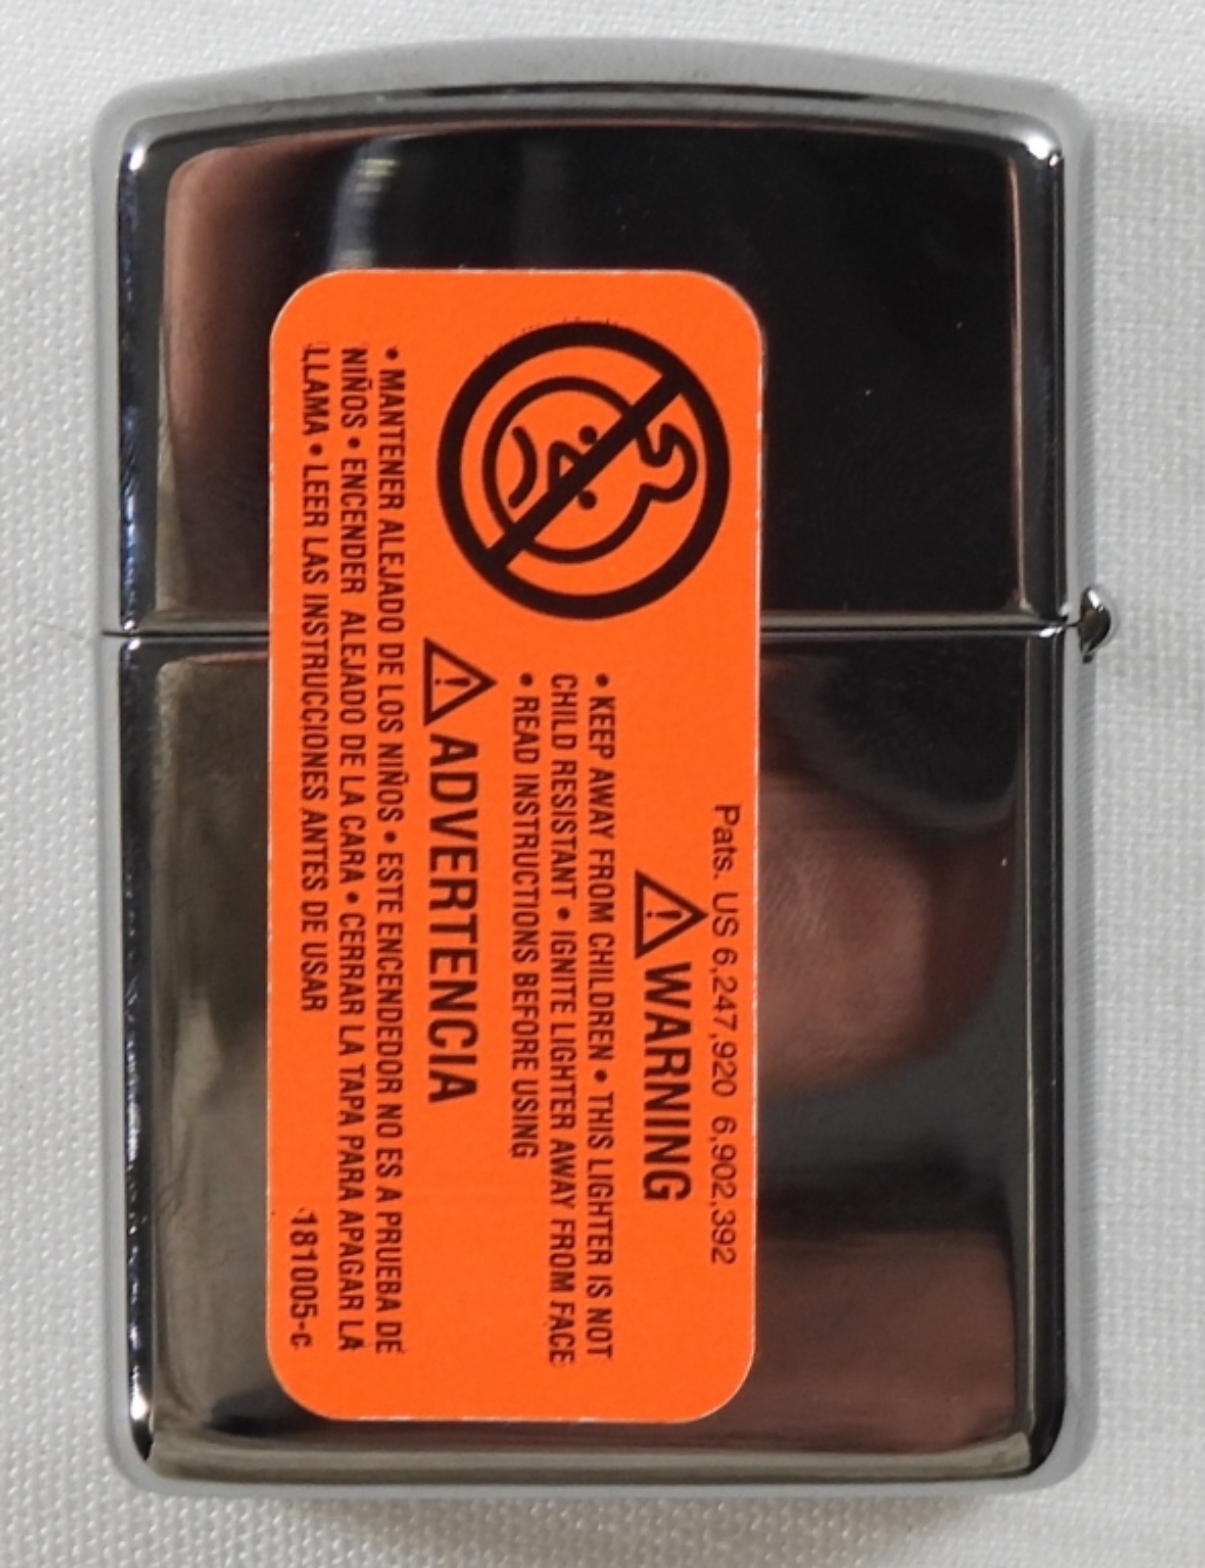 Pats. US 6,247,920 6,902,392
WARNING
• KEEP AWAY FROM CHILDREN • THIS LIGHTER IS NOT
CHILD RESISTANT • IGNITE LIGHTER AWAY FROM FACE
• READ INSTRUCTIONS BEFORE USING
ADVERTENCIA
• MANTENER ALEJADO DE LOS NIÑOS • ESTE ENCENDEDOR NO ES A PRUEBA DE
NIÑOS • ENCENDER ALEJADO DE LA CARA • CERRAR LA TAPA PARA APAGAR LA
LLAMA • LEER LAS INSTRUCCIONES ANTES DE USAR
181005-c